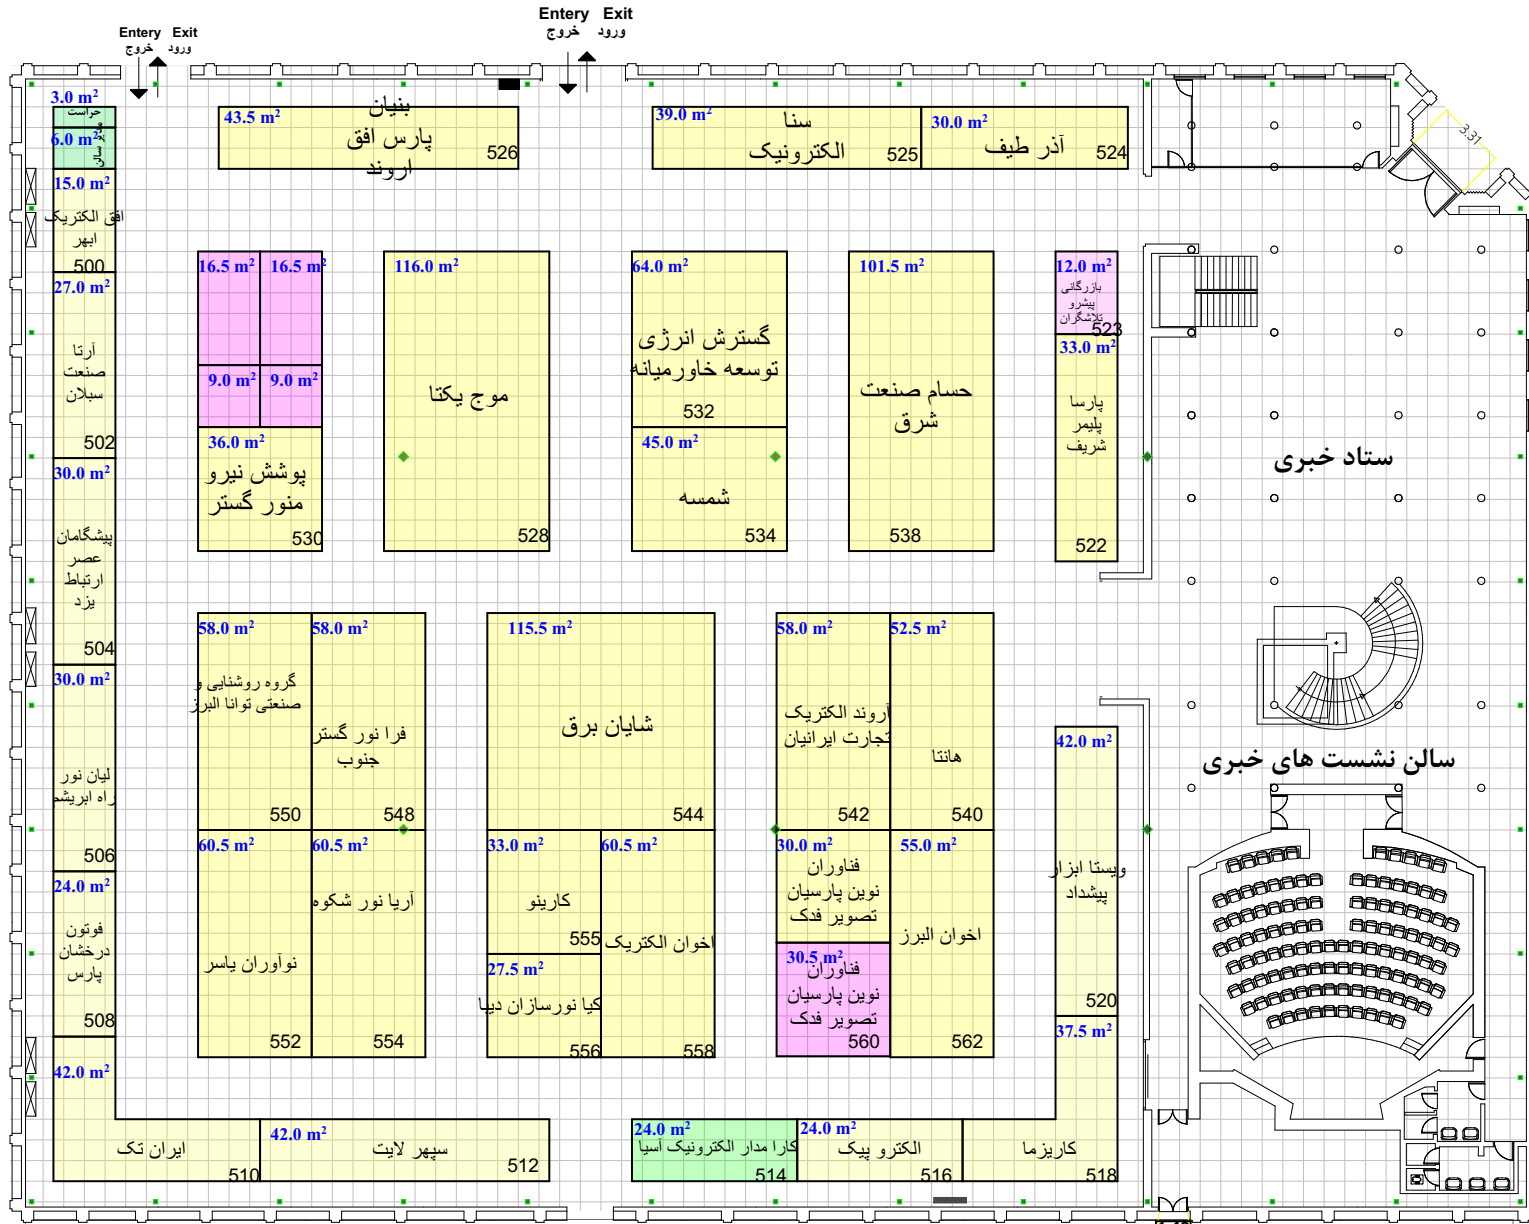 Entery Exit
خروج ورود
Entery Exit
خروج ورود
3.0 m²
حراست
6.0 m²
مدیر سالن
15.0 m²
افق الکتریک
ابهر
500
27.0 m²
آرتا
صنعت
سبلان
502
30.0 m²
پیشگامان
عصر
ارتباط
یزد
504
30.0 m²
لیان نور
راه ابریشم
506
24.0 m²
فوتون
درخشان
پارس
508
42.0 m²
ایران تک
510
42.0 m²
سپهر لایت
512
43.5 m²
بنیان
پارس افق
اروند
526
39.0 m²
سنا
الکترونیک
525
30.0 m²
آذر طیف
524
3.31
16.5 m²
16.5 m²
9.0 m²
9.0 m²
36.0 m²
پوشش نیرو
منور گستر
530
116.0 m²
موج یکتا
528
64.0 m²
گسترش انرژی
توسعه خاورمیانه
532
45.0 m²
شمسه
534
101.5 m²
حسام صنعت
شرق
538
12.0 m²
بازرگانی
پیشرو
تلاشگران
523
33.0 m²
پارسا
پلیمر
شریف
522
ستاد خبری
58.0 m²
گروه روشنایی و
صنعتی توانا البرز
550
58.0 m²
فرا نور گستر
جنوب
548
60.5 m²
نوآوران یاسر
552
60.5 m²
آریا نور شکوه
554
115.5 m²
شایان برق
544
33.0 m²
کارینو
555
27.5 m²
کیا نورسازان دیبا
556
60.5 m²
اخوان الکتریک
558
58.0 m²
آروند الکتریک
تجارت ایرانیان
542
52.5 m²
هانتا
540
30.0 m²
فناوران
نوین پارسیان
تصویر فدک
30.5 m²
فناوران
نوین پارسیان
تصویر فدک
560
55.0 m²
اخوان البرز
562
42.0 m²
ویستا ابزار
پیشداد
520
37.5 m²
کاریزما
518
24.0 m²
کارا مدار الکترونیک آسیا
514
24.0 m²
الکترو پیک
516
سالن نشست های خبری